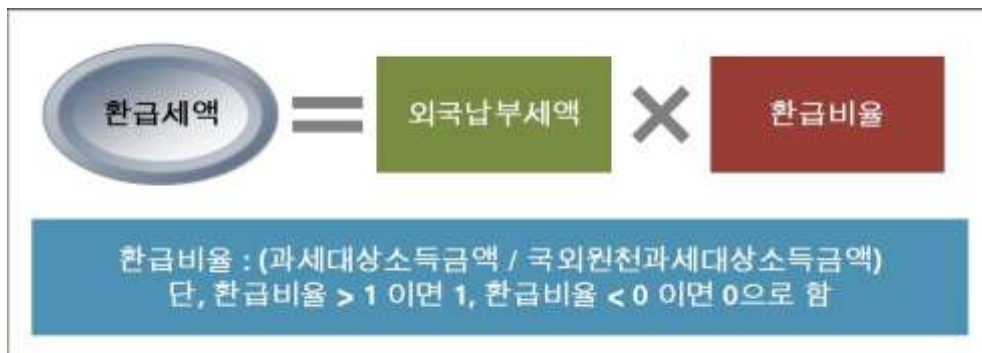 환급세액 = 외국납부세액 × 환급비율
환급비율 : (과세대상소득금액 / 국외원천과세대상소득금액)
단, 환급비율 > 1 이면 1, 환급비율 < 0 이면 0으로 함